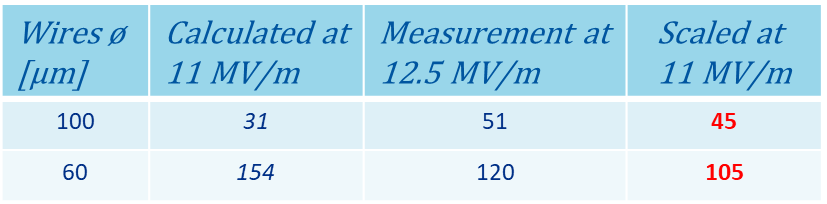 Wires ø Calculated at Measurement at Scaled at
[μm] 11 MV/m 12.5 MV/m 11 MV/m
100 31 51 45
60 154 120 105